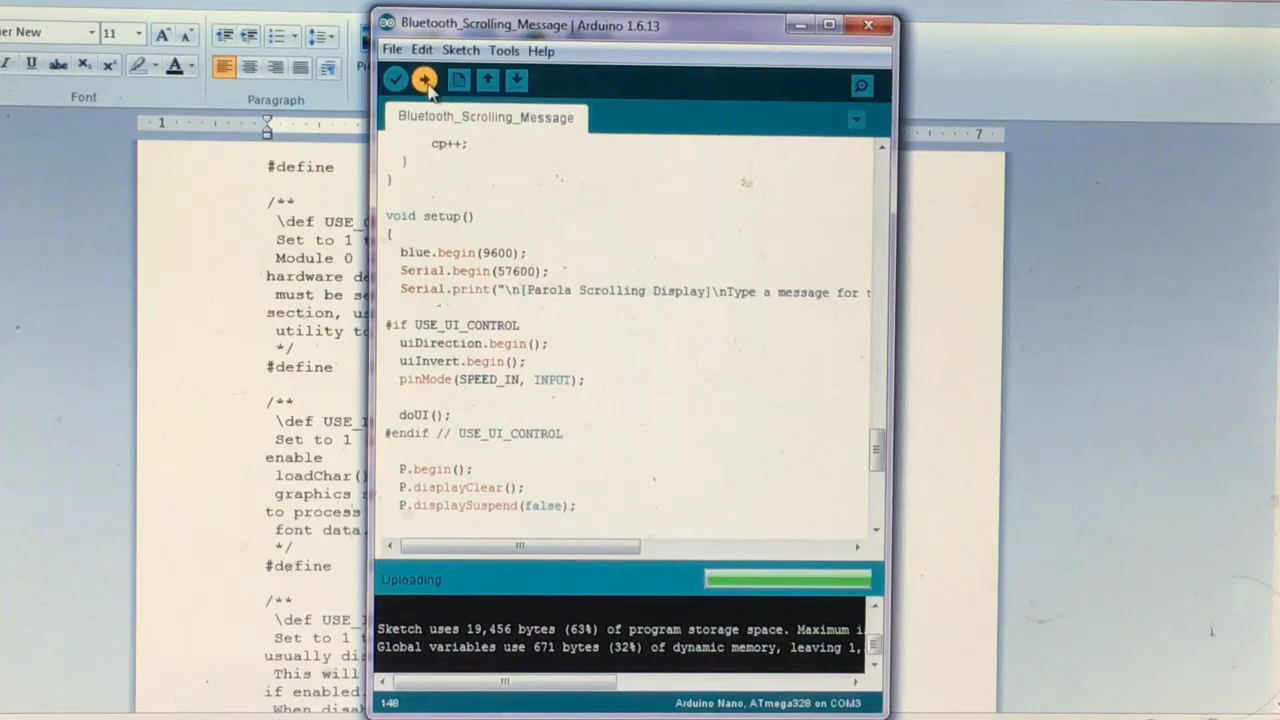 Bluetooth_Scrolling_Message | Arduino 1.6.13
File Edit Sketch Tools Help
Bluetooth_Scrolling_Message
cp++;
}
}
void setup()
{
blue.begin(9600);
Serial.begin(57600);
Serial.print("\n[Parola Scrolling Display]\nType a message for t
#if USE_UI_CONTROL
uiDirection.begin();
uiInvert.begin();
pinMode(SPEED_IN, INPUT);
doUI();
#endif // USE_UI_CONTROL
P.begin();
P.displayClear();
P.displaySuspend(false);
Uploading
Sketch uses 19,456 bytes (63%) of program storage space. Maximum i
Global variables use 671 bytes (32%) of dynamic memory, leaving 1,
148
Arduino Nano, ATmega328 on COM3
New
11
Font
Paragraph
1
7
#define
/**
\def USE_
Set to 1
Module 0
hardware
must be
section,
utility
*/
#define
/**
\def USE_
Set to 1
enable
loadChar()
graphics
to process
font data.
*/
#define
/**
\def USE_
Set to 1
usually
This will
if enabled.
When